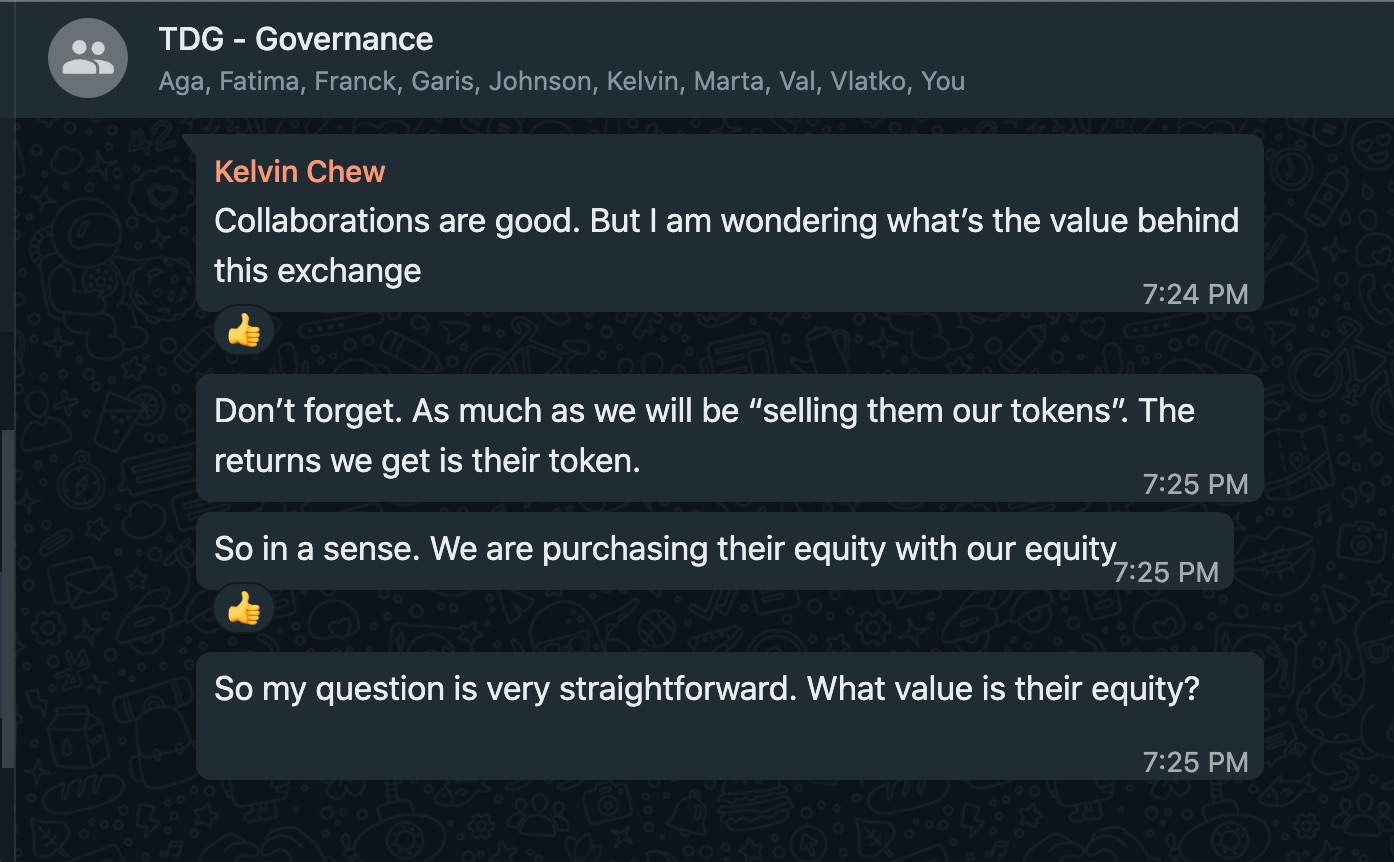 TDG - Governance
Aga, Fatima, Franck, Garis, Johnson, Kelvin, Marta, Val, Vlatko, You
Kelvin Chew
Collaborations are good. But I am wondering what’s the value behind
this exchange
7:24 PM
Don’t forget. As much as we will be “selling them our tokens”. The
returns we get is their token.
7:25 PM
So in a sense. We are purchasing their equity with our equity
7:25 PM
So my question is very straightforward. What value is their equity?
7:25 PM